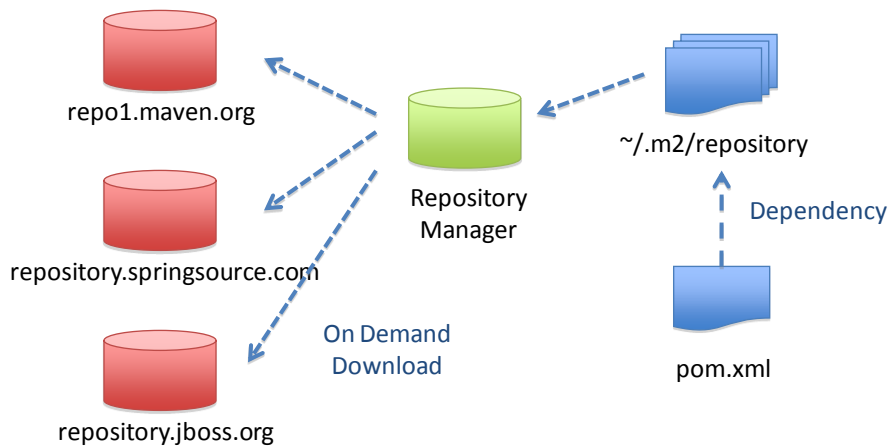 repo1.maven.org
~/.m2/repository
Repository
Manager
Dependency
repository.springsource.com
On Demand
Download
pom.xml
repository.jboss.org